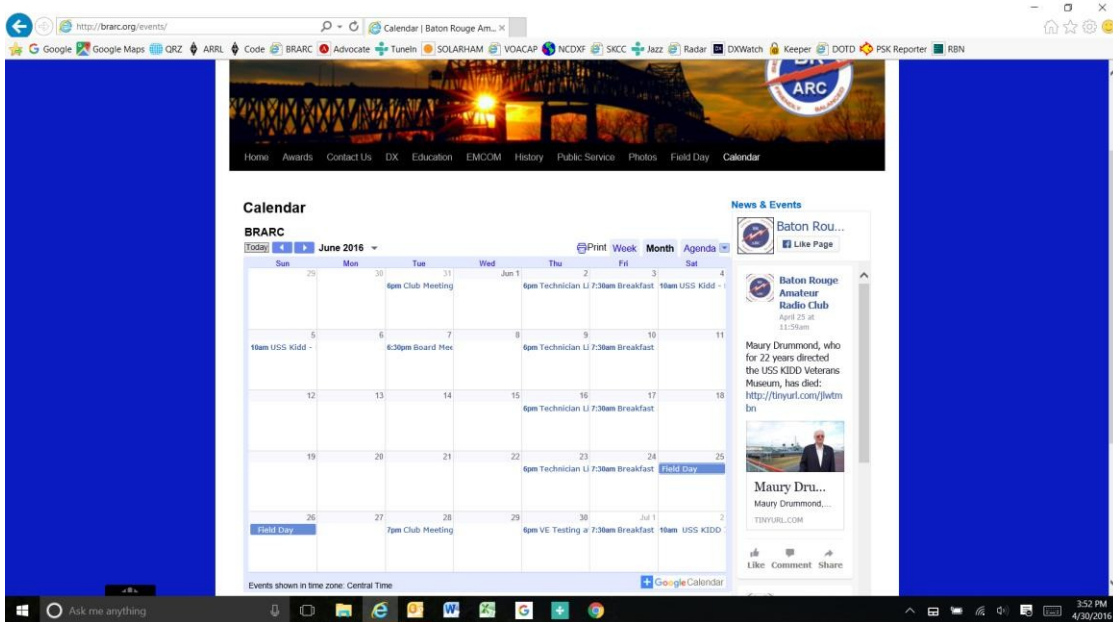 http://brarc.org/events/
Calendar | Baton Rouge Am...
Google Google Maps QRZ ARRL Code BRARC Advocate TuneIn SOLARHAM VOACAP NCDXF SKCC Jazz Radar DXWatch Keeper DOTD PSK Reporter RBN
ARC
Home Awards Contact Us DX Education EMCOM History Public Service Photos Field Day Calendar
Calendar
BRARC
Today June 2016 Print Week Month Agenda
Sun Mon Tue Wed Thu Fri Sat
29 30 31 Jun 1 2 3 4
6pm Club Meeting 6pm Technician Li 7:30am Breakfast 10am USS Kidd -
5 6 7 8 9 10 11
10am USS Kidd - 6:30pm Board Mee 6pm Technician Li 7:30am Breakfast
12 13 14 15 16 17 18
6pm Technician Li 7:30am Breakfast
19 20 21 22 23 24 25
6pm Technician Li 7:30am Breakfast Field Day
26 27 28 29 30 Jul 1 2
Field Day 7pm Club Meeting 6pm VE Testing a 7:30am Breakfast 10am USS KIDD
Events shown in time zone: Central Time
+ Google Calendar
News & Events
Baton Rou...
Like Page
Baton Rouge
Amateur
Radio Club
April 25 at
11:59am
Maury Drummond, who
for 22 years directed
the USS KIDD Veterans
Museum, has died:
http://tinyurl.com/jlwtm
bn
Maury Dru...
Maury Drummond,...
TINYURL.COM
Like Comment Share
Ask me anything
3:52 PM
4/30/2016